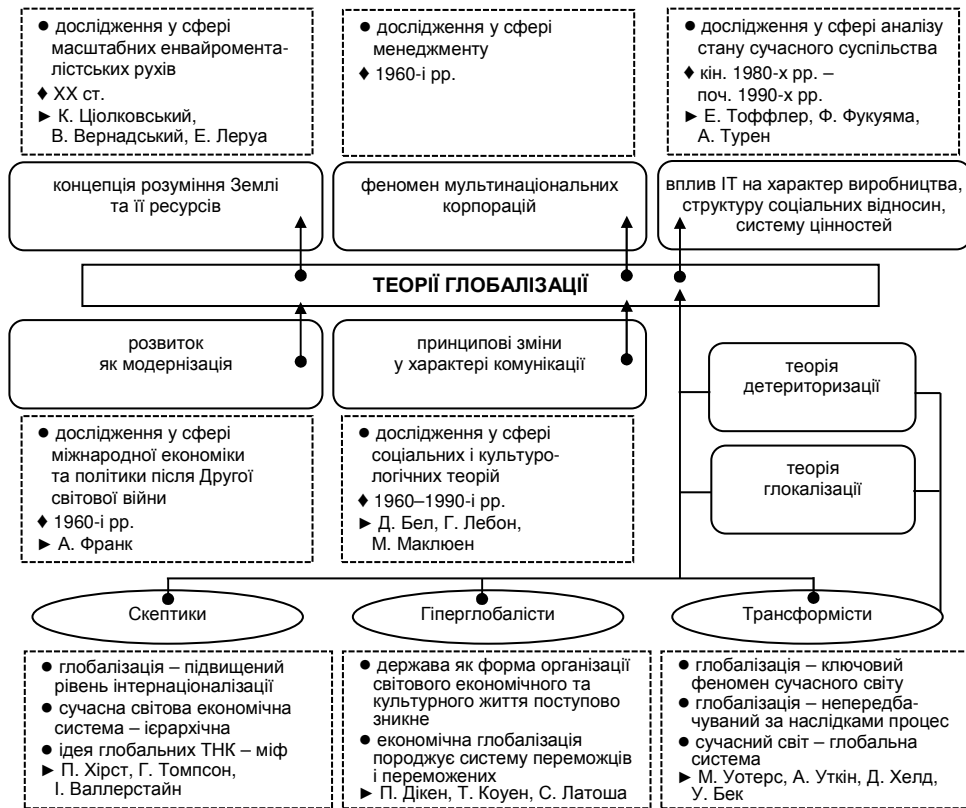 ● дослідження у сфері
масштабних енвайромента-
лістських рухів
♦ ХХ ст.
► К. Ціолковський,
В. Вернадський, Е. Леруа
● дослідження у сфері
менеджменту
♦ 1960-і рр.
● дослідження у сфері аналізу
стану сучасного суспільства
♦ кін. 1980-х рр. –
поч. 1990-х рр.
► Е. Тоффлер, Ф. Фукуяма,
А. Турен
концепція розуміння Землі
та її ресурсів
феномен мультинаціональних
корпорацій
вплив ІТ на характер виробництва,
структуру соціальних відносин,
систему цінностей
ТЕОРІЇ ГЛОБАЛІЗАЦІЇ
розвиток
як модернізація
принципові зміни
у характері комунікації
теорія
детериторизації
теорія
глокалізації
● дослідження у сфері
міжнародної економіки
та політики після Другої
світової війни
♦ 1960-і рр.
► А. Франк
● дослідження у сфері
соціальних і культуро-
логічних теорій
♦ 1960–1990-і рр.
► Д. Бел, Г. Лебон,
М. Маклюен
Скептики
Гіперглобалісти
Трансформісти
● глобалізація – підвищений
рівень інтернаціоналізації
● сучасна світова економічна
система – ієрархічна
● ідея глобальних ТНК – міф
► П. Хірст, Г. Томпсон,
І. Валлерстайн
● держава як форма організації
світового економічного та
культурного життя поступово
зникне
● економічна глобалізація
породжує систему переможців
і переможених
► П. Дікен, Т. Коуен, С. Латоша
● глобалізація – ключовий
феномен сучасного світу
● глобалізація – непередба-
чуваний за наслідками процес
● сучасний світ – глобальна
система
► М. Уотерс, А. Уткін, Д. Хелд,
У. Бек